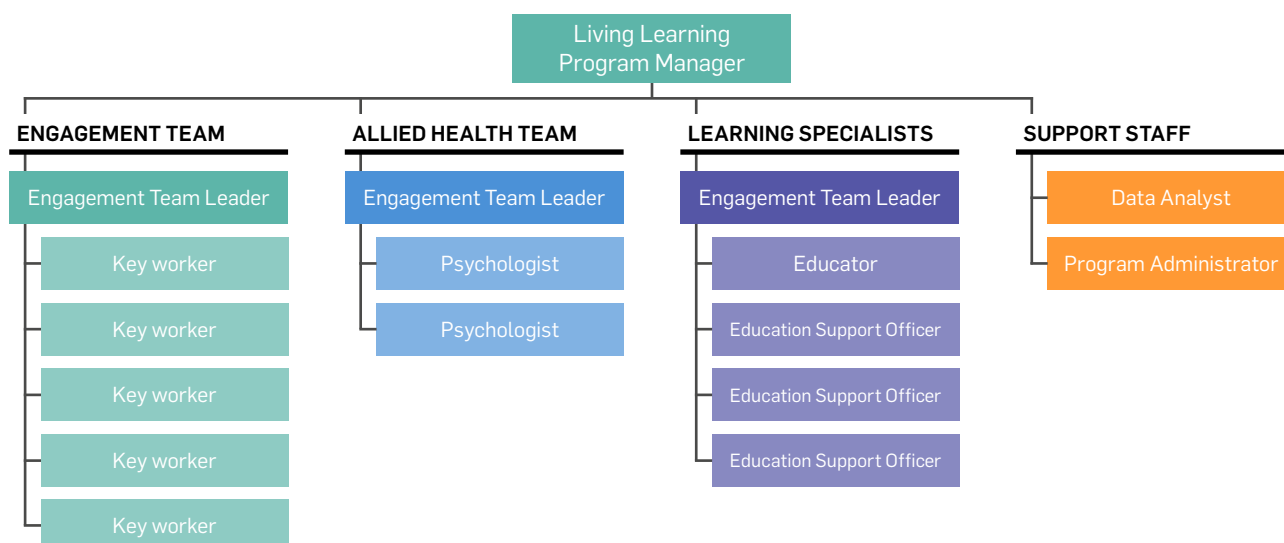 Living Learning
Program Manager
ENGAGEMENT TEAM
Engagement Team Leader
Key worker
Key worker
Key worker
Key worker
Key worker
ALLIED HEALTH TEAM
Engagement Team Leader
Psychologist
Psychologist
LEARNING SPECIALISTS
Engagement Team Leader
Educator
Education Support Officer
Education Support Officer
Education Support Officer
SUPPORT STAFF
Data Analyst
Program Administrator